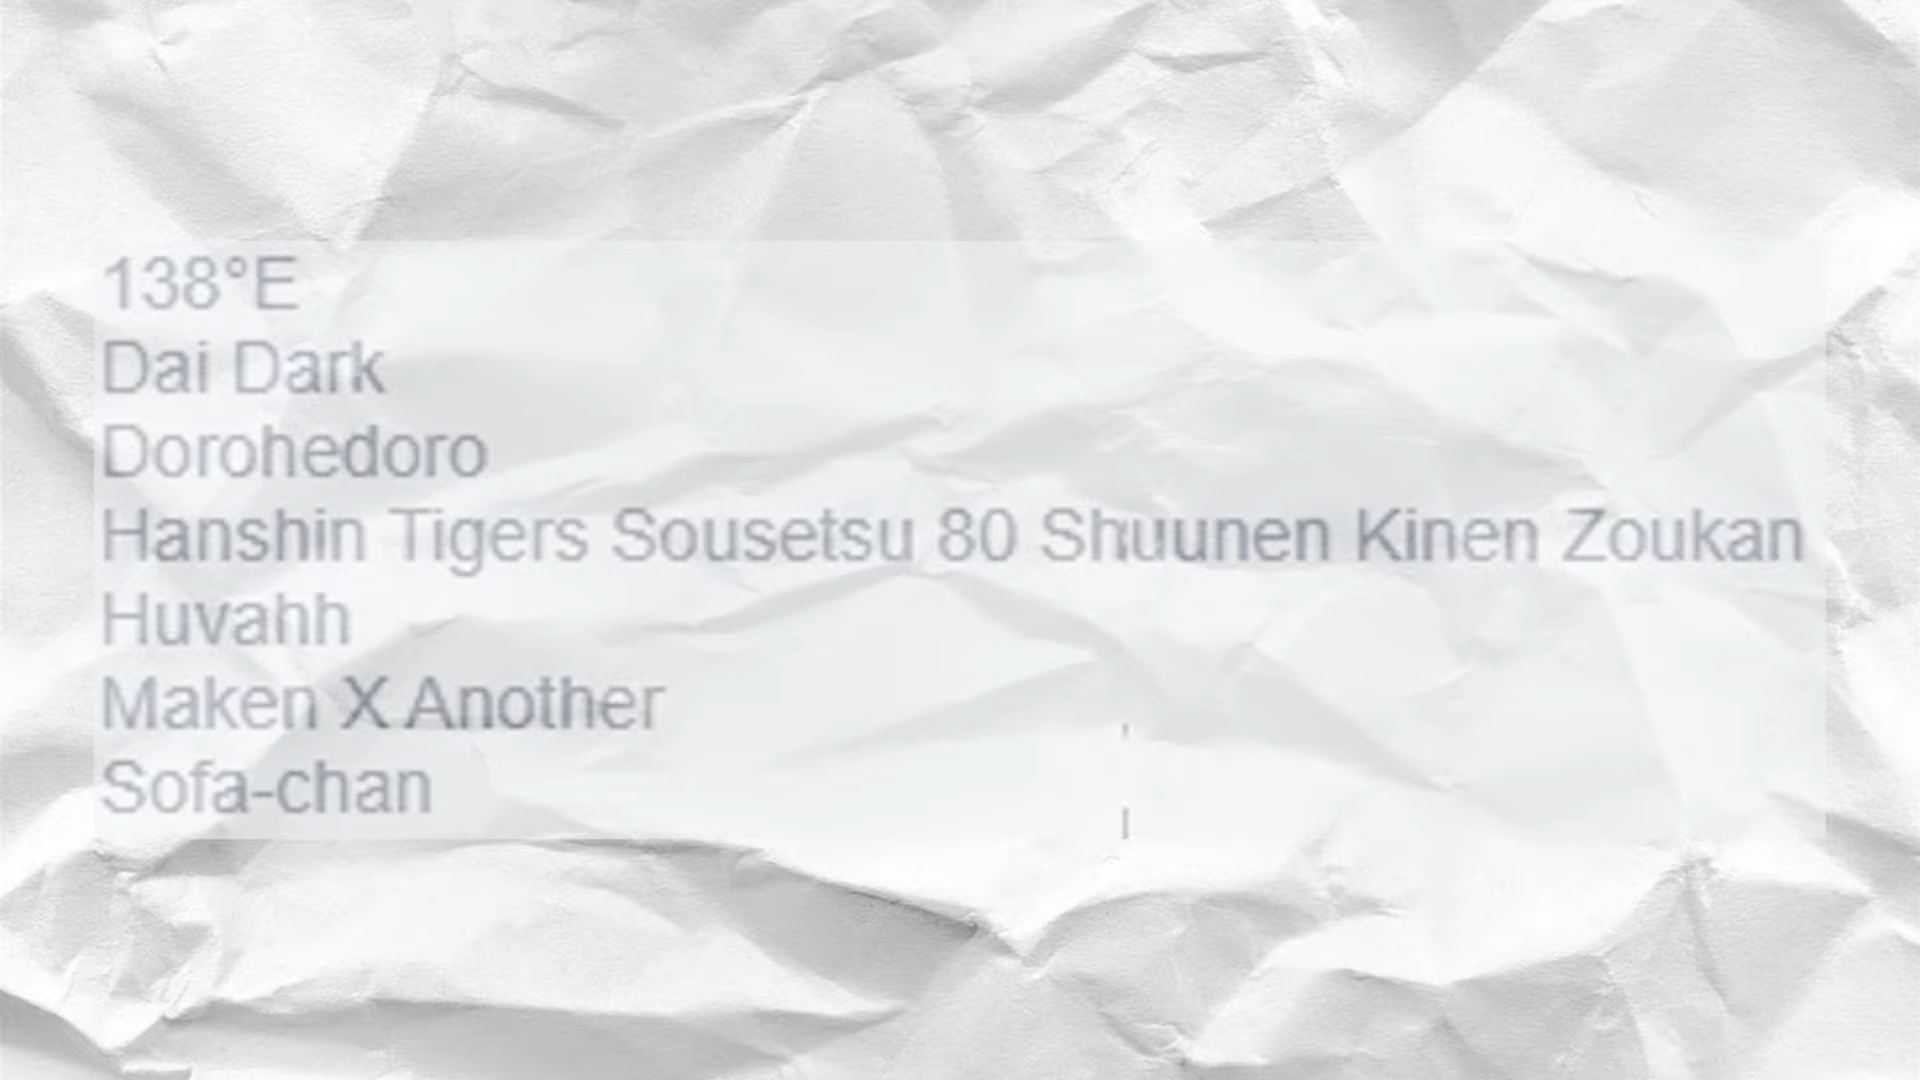 138°E
Dai Dark
Dorohedoro
Hanshin Tigers Sousetsu 80 Shuunen Kinen Zoukan
Huvahh
Maken X Another
Sofa-chan